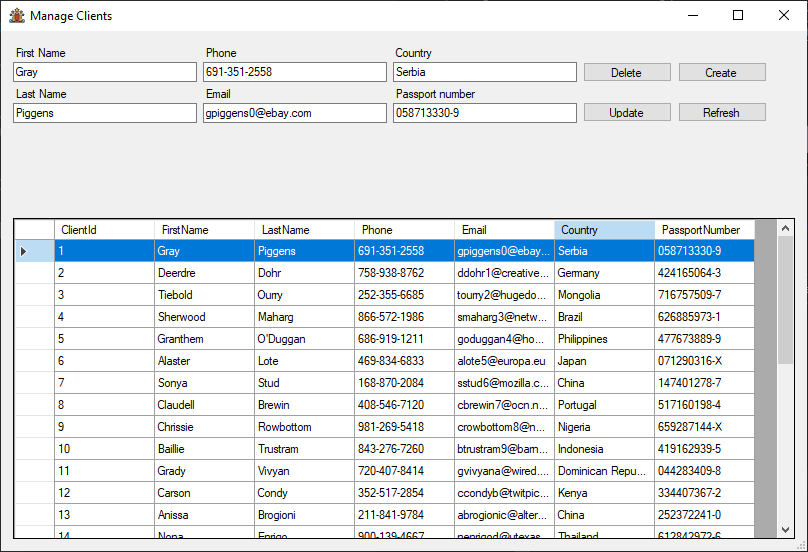 Manage Clients
First Name Phone Country
Gray 691-351-2558 Serbia Delete Create
Last Name Email Passport number
Piggens gpiggens0@ebay.com 058713330-9 Update Refresh
ClientId FirstName LastName Phone Email Country PassportNumber
1 Gray Piggens 691-351-2558 gpiggens0@ebay... Serbia 058713330-9
2 Deerdre Dohr 758-938-8762 ddohr1@creative... Germany 424165064-3
3 Tiebold Ourry 252-355-6685 tourry2@hugedo... Mongolia 716757509-7
4 Sherwood Maharg 866-572-1986 smaharg3@netw... Brazil 626885973-1
5 Granthem O'Duggan 686-919-1211 goduggan4@ho... Philippines 477673889-9
6 Alaster Lote 469-834-6833 alote5@europa.eu Japan 071290316-X
7 Sonya Stud 168-870-2084 sstud6@mozilla.c... China 147401278-7
8 Claudell Brewin 408-546-7120 cbrewin7@ocn.n... Portugal 517160198-4
9 Chrissie Rowbottom 981-269-5418 crowbottom8@n... Nigeria 659287144-X
10 Baillie Trustram 843-276-7260 btrustram9@bam... Indonesia 419162939-5
11 Grady Vivyan 720-407-8414 gvivyana@wired.... Dominican Repu... 044283409-8
12 Carson Condy 352-517-2854 ccondyb@twitpic... Kenya 334407367-2
13 Anissa Brogioni 211-841-9784 abrogionic@alter... China 252372241-0
14 Nona Enrigo 900-139-4667 nenrigod@utexas... Thailand 612842972-6